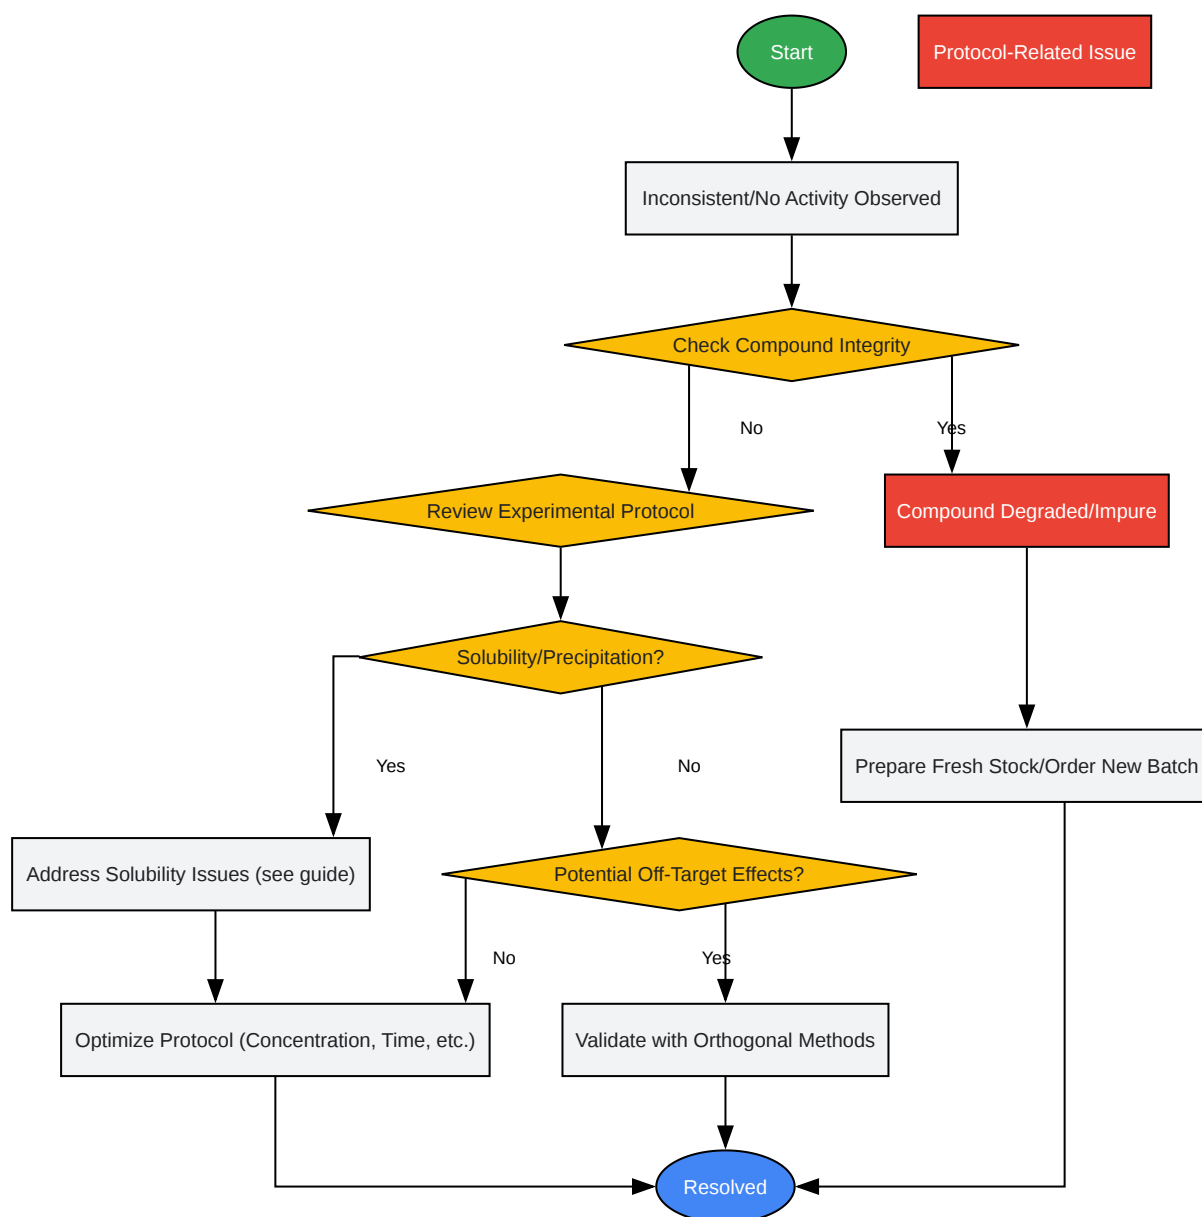 Start
Protocol-Related Issue
Inconsistent/No Activity Observed
Check Compound Integrity
No
Yes
Review Experimental Protocol
Compound Degraded/Impure
Solubility/Precipitation?
Yes
No
Prepare Fresh Stock/Order New Batch
Address Solubility Issues (see guide)
Potential Off-Target Effects?
No
Yes
Optimize Protocol (Concentration, Time, etc.)
Validate with Orthogonal Methods
Resolved